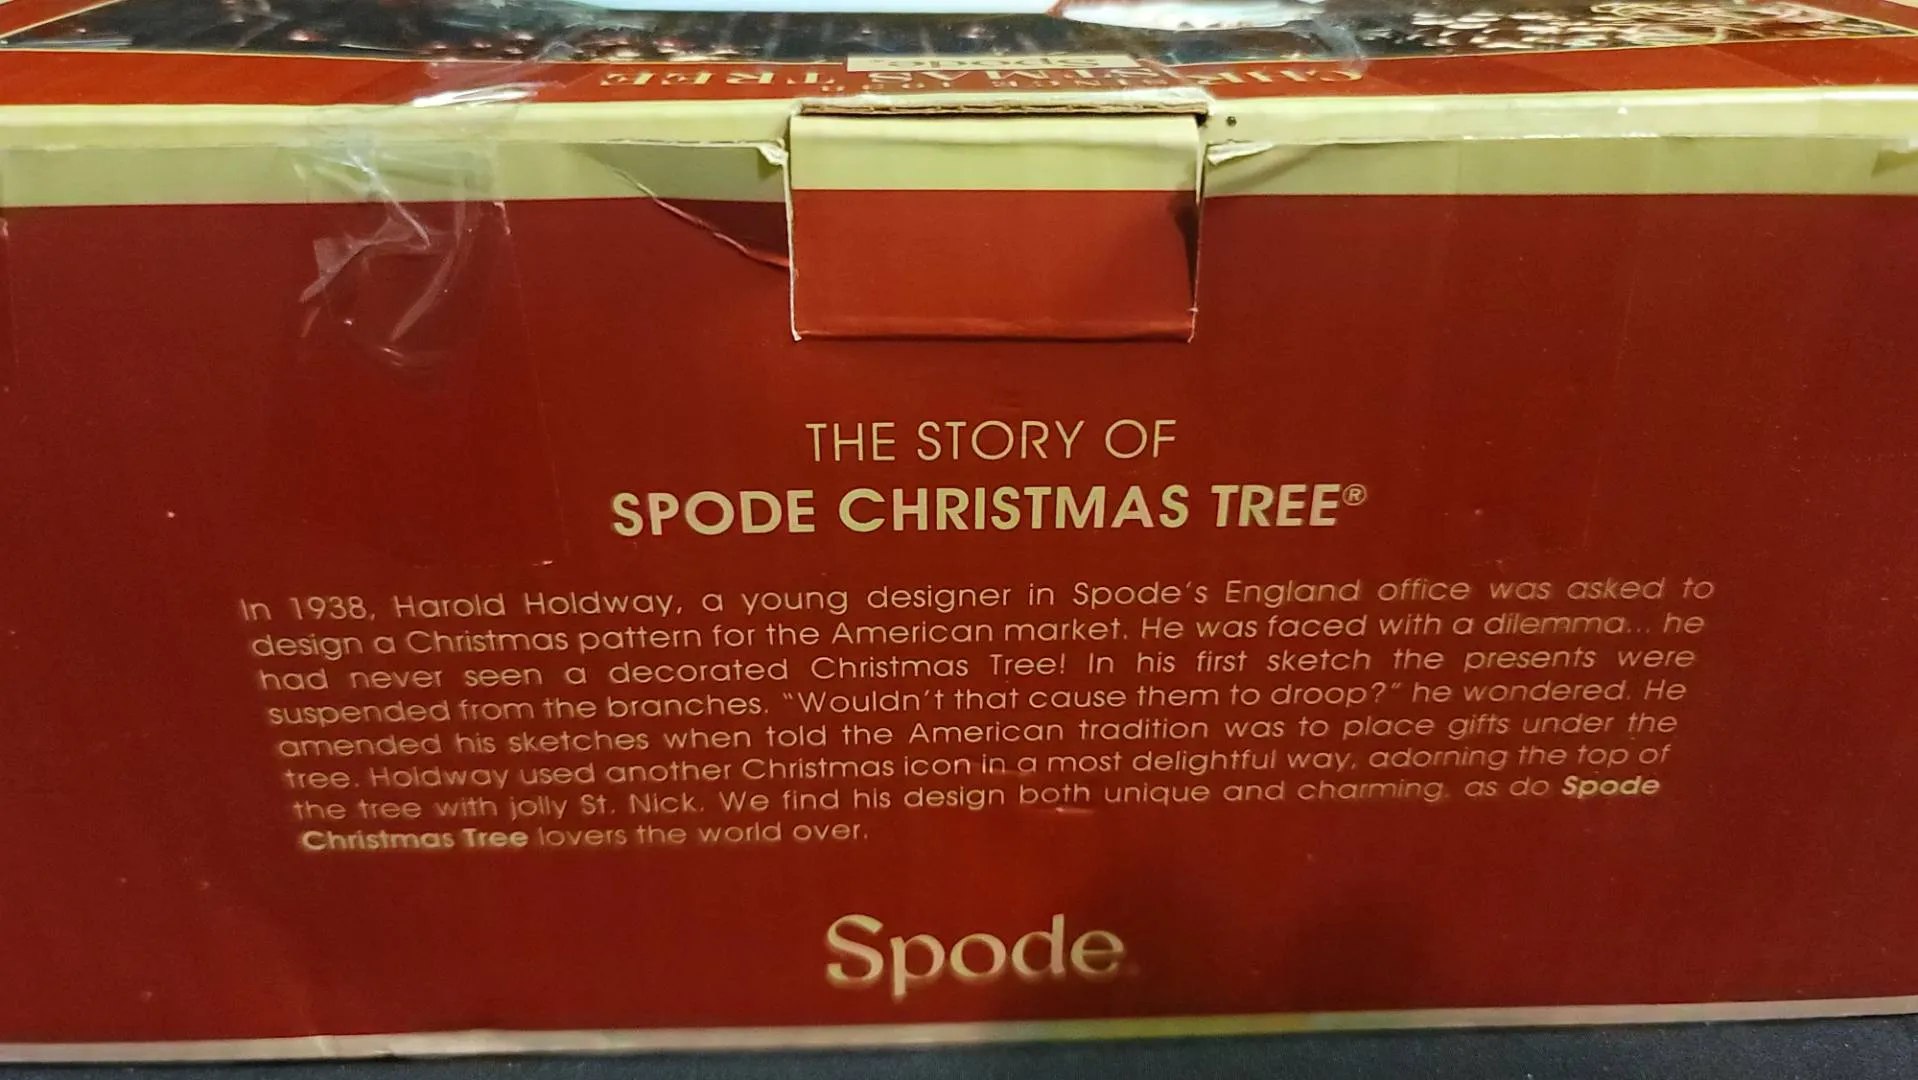 Spode
CHRISTMAS TREE
THE STORY OF
SPODE CHRISTMAS TREE®
In 1938, Harold Holdway, a young designer in Spode's England office was asked to
design a Christmas pattern for the American market. He was faced with a dilemma... he
had never seen a decorated Christmas Tree! In his first sketch the presents were
suspended from the branches. "Wouldn't that cause them to droop?" he wondered. He
amended his sketches when told the American tradition was to place gifts under the
tree. Holdway used another Christmas icon in a most delightful way, adorning the top of
the tree with jolly St. Nick. We find his design both unique and charming, as do Spode
Christmas Tree lovers the world over.
Spode